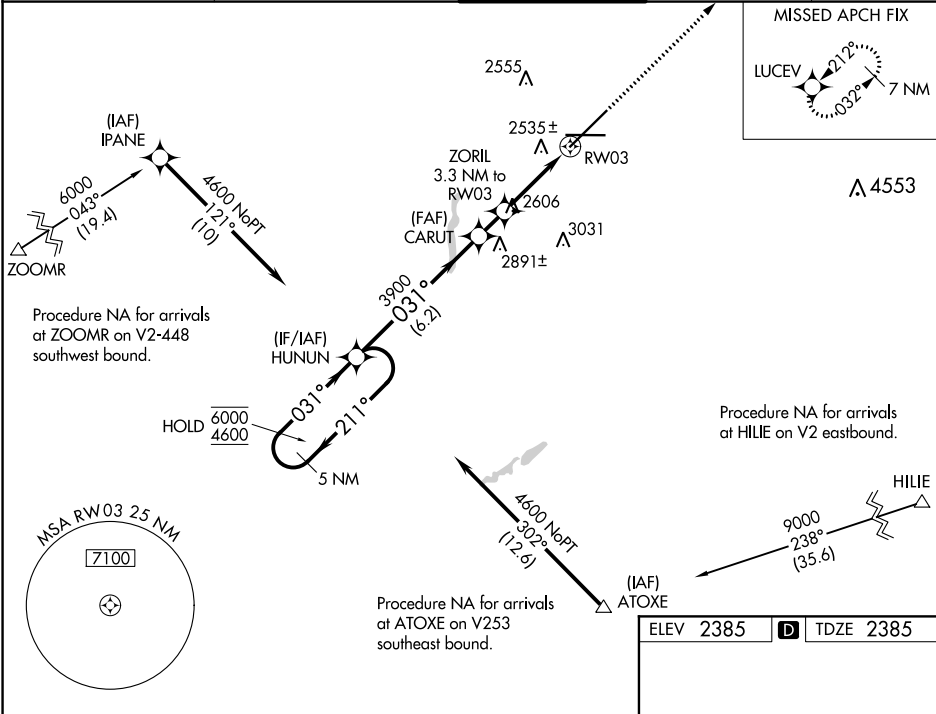 MISSED APCH FIX
LUCEV
212°
032°
7 NM
2555
2535±
RW03
ZORIL
3.3 NM to
RW03
2606
4553
(IAF)
IPANE
6000
043°
(19.4)
4600 NoPT
121°
(10)
ZOOMR
(FAF)
CARUT
3031
2891±
3900
031°
(6.2)
Procedure NA for arrivals
at ZOOMR on V2-448
southwest bound.
(IF/IAF)
HUNUN
031°
211°
HOLD
6000
4600
5 NM
Procedure NA for arrivals
at HILIE on V2 eastbound.
HILIE
9000
238°
(35.6)
4600 NoPT
302°
(12.6)
(IAF)
ATOXE
Procedure NA for arrivals
at ATOXE on V253
southeast bound.
MSA RW03 25 NM
7100
ELEV 2385 D TDZE 2385